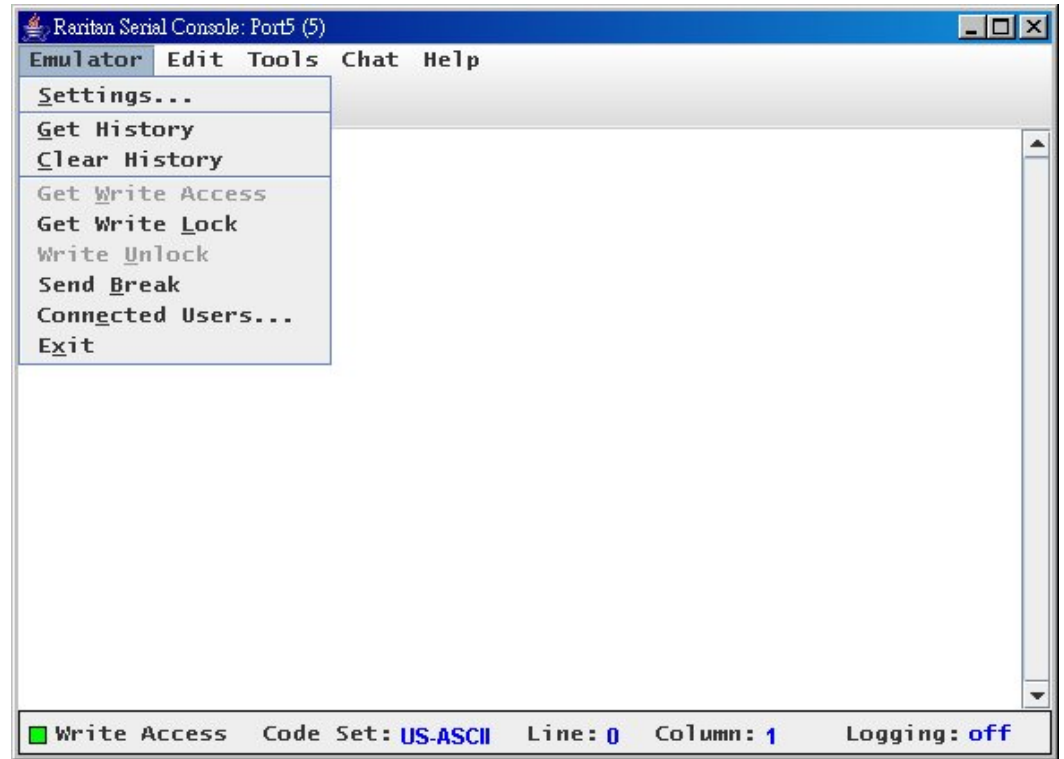 Raritan Serial Console: Port5 (5)
Emulator Edit Tools Chat Help
Settings...
Get History
Clear History
Get Write Access
Get Write Lock
Write Unlock
Send Break
Connected Users...
Exit
Write Access Code Set: US-ASCII Line: 0 Column: 1 Logging: off